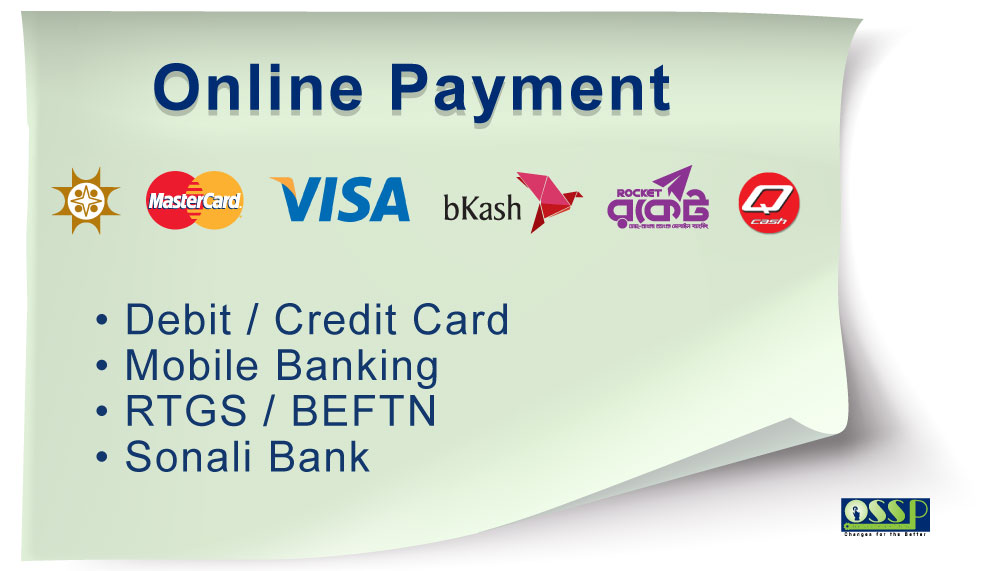 Online Payment
MasterCard
VISA
bKash
ROCKET
রকেট
ডাচ্-বাংলা ব্যাংক মোবাইল ব্যাংকিং
Q
cash
• Debit / Credit Card
• Mobile Banking
• RTGS / BEFTN
• Sonali Bank
OSSP
Changes for the Better